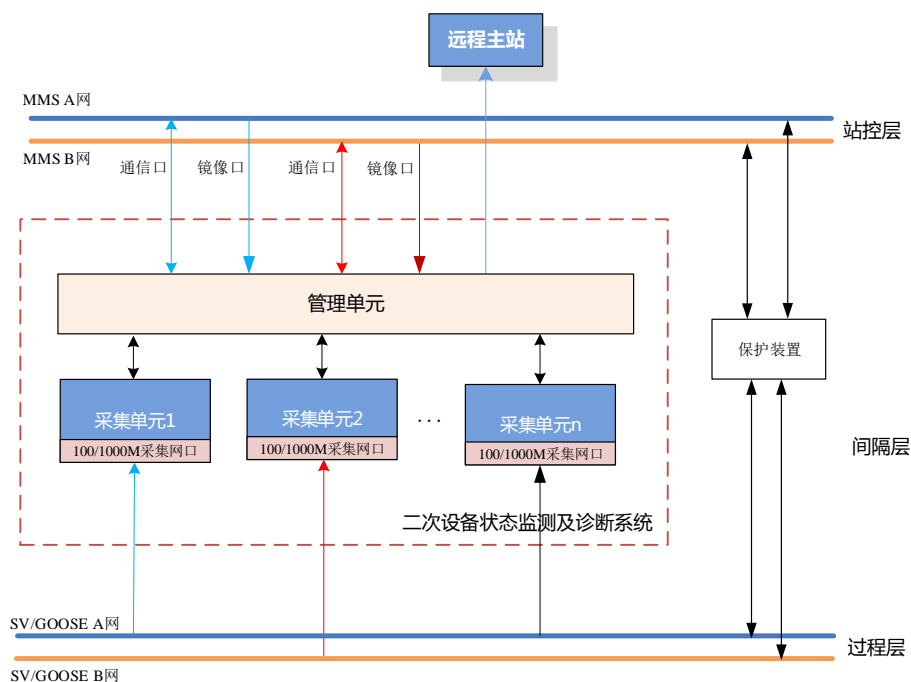 远程主站
MMS A网
站控层
MMS B网
通信口
镜像口
通信口
镜像口
管理单元
保护装置
采集单元1
采集单元2
...
采集单元n
100/1000M采集网口
100/1000M采集网口
100/1000M采集网口
间隔层
二次设备状态监测及诊断系统
SV/GOOSE A网
过程层
SV/GOOSE B网